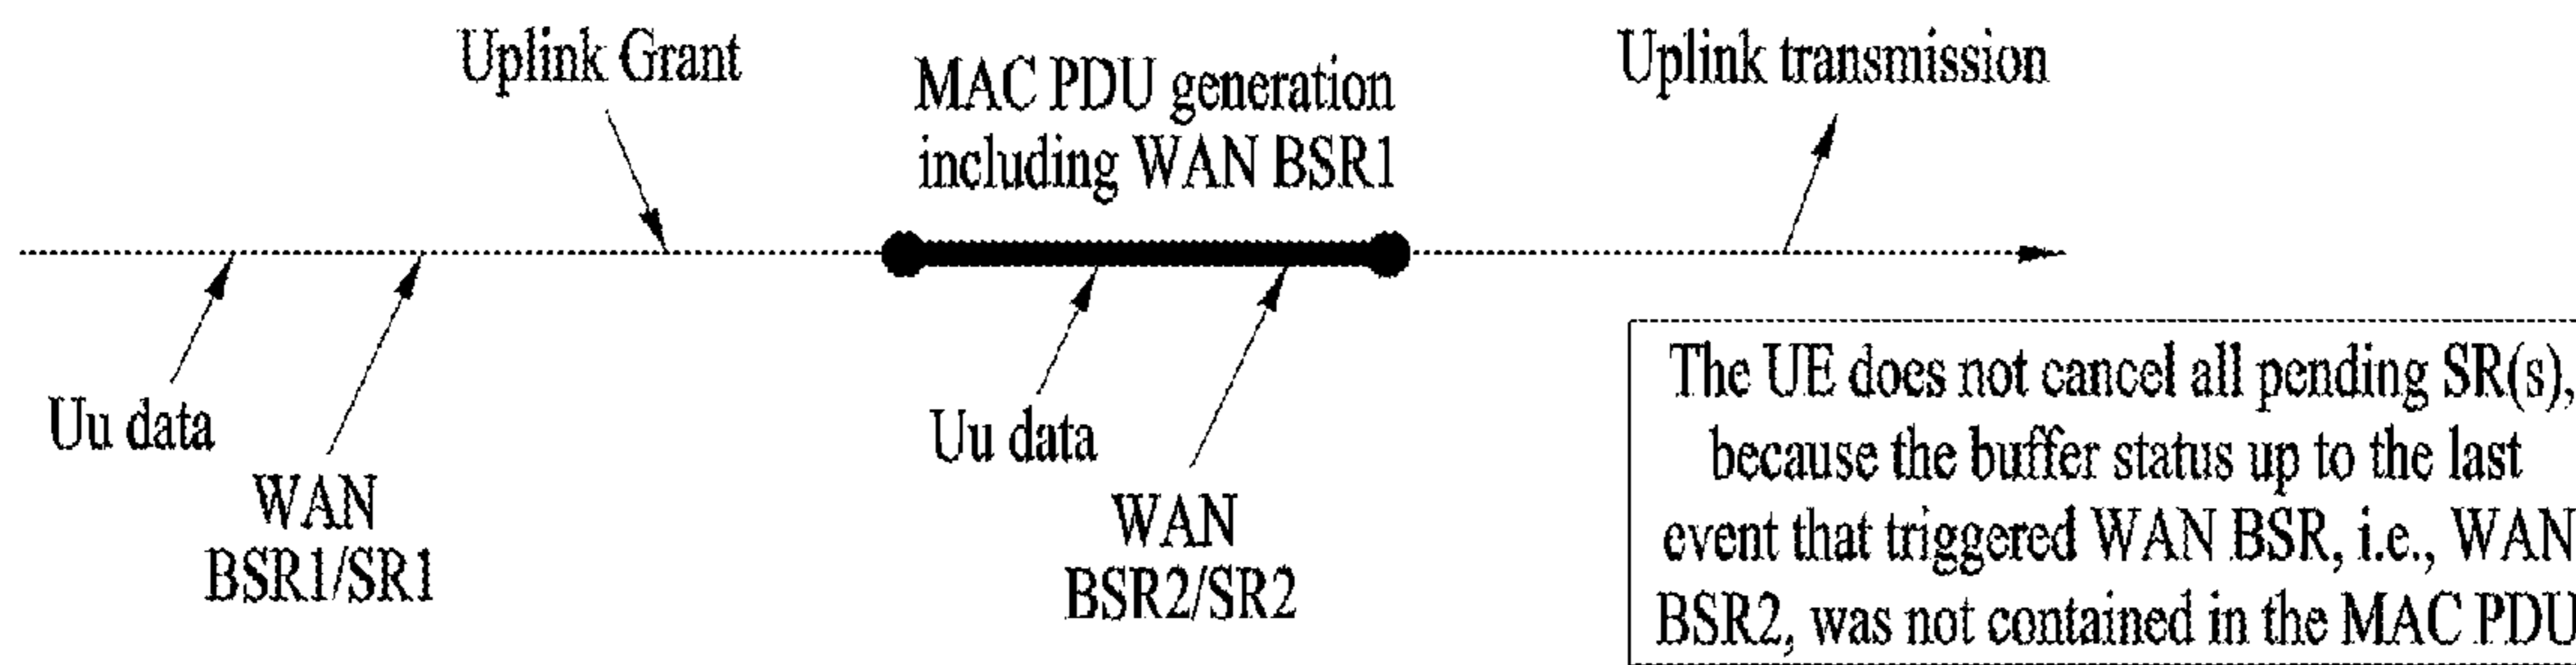 Uplink Grant
MAC PDU generation
including WAN BSR1
Uplink transmission
Uu data
WAN
BSR1/SR1
Uu data
WAN
BSR2/SR2
The UE does not cancel all pending SR(s),
because the buffer status up to the last
event that triggered WAN BSR, i.e., WAN
BSR2, was not contained in the MAC PDU